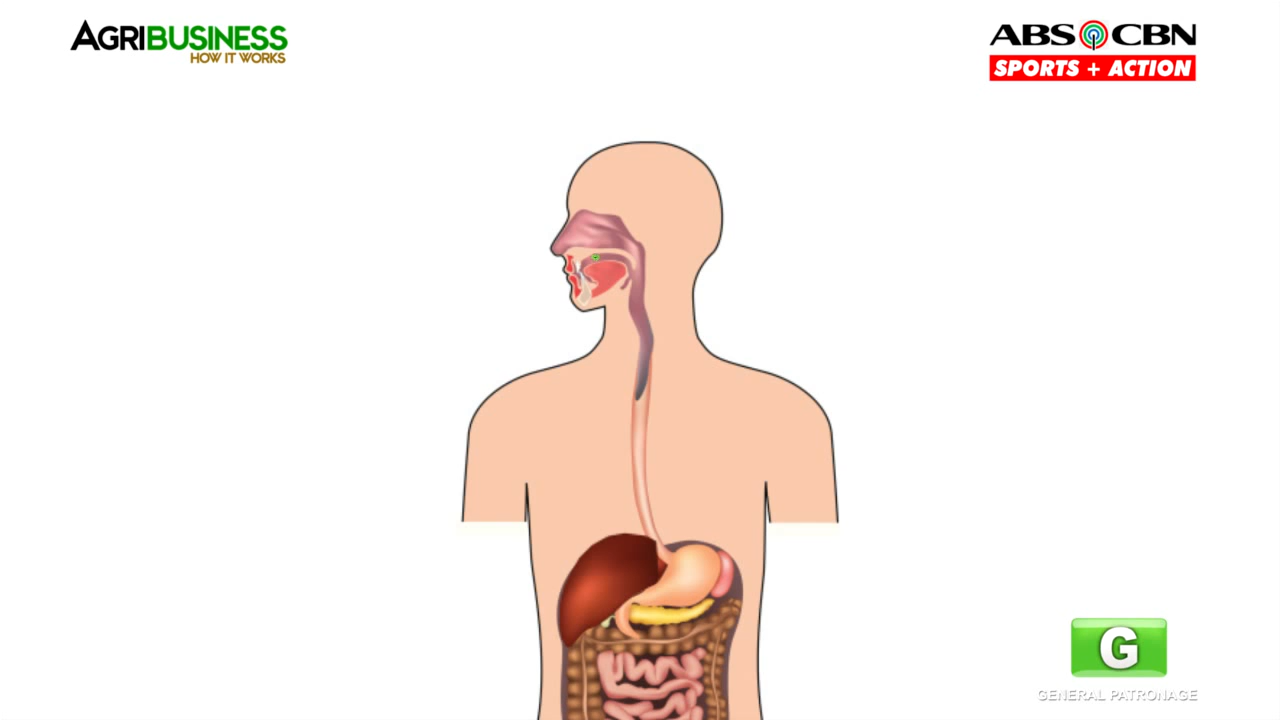 AGRIBUSINESS
HOW IT WORKS
ABS CBN
SPORTS + ACTION
G
GENERAL PATRONAGE